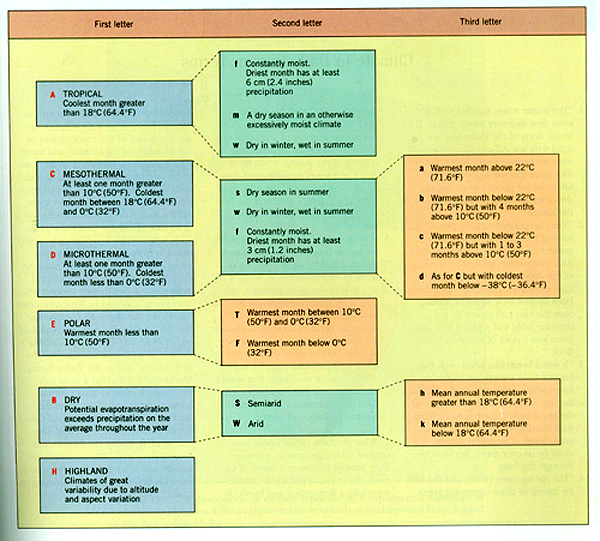 First letter
Second letter
Third letter
A TROPICAL
Coolest month greater
than 18°C (64.4°F)
f Constantly moist.
Driest month has at least
6 cm (2.4 inches)
precipitation
m A dry season in an otherwise
excessively moist climate
w Dry in winter, wet in summer
C MESOTHERMAL
At least one month greater
than 10°C (50°F). Coldest
month between 18°C (64.4°F)
and 0°C (32°F)
D MICROTHERMAL
At least one month greater
than 10°C (50°F). Coldest
month less than 0°C (32°F)
s Dry season in summer
w Dry in winter, wet in summer
f Constantly moist.
Driest month has at least
3 cm (1.2 inches)
precipitation
a Warmest month above 22°C
(71.6°F)
b Warmest month below 22°C
(71.6°F) but with 4 months
above 10°C (50°F)
c Warmest month below 22°C
(71.6°F) but with 1 to 3
months above 10°C (50°F)
d As for C but with coldest
month below −38°C (−36.4°F)
E POLAR
Warmest month less than
10°C (50°F)
T Warmest month between 10°C
(50°F) and 0°C (32°F)
F Warmest month below 0°C
(32°F)
B DRY
Potential evapotranspiration
exceeds precipitation on the
average throughout the year
S Semiarid
W Arid
h Mean annual temperature
greater than 18°C (64.4°F)
k Mean annual temperature
below 18°C (64.4°F)
H HIGHLAND
Climates of great
variability due to altitude
and aspect variation